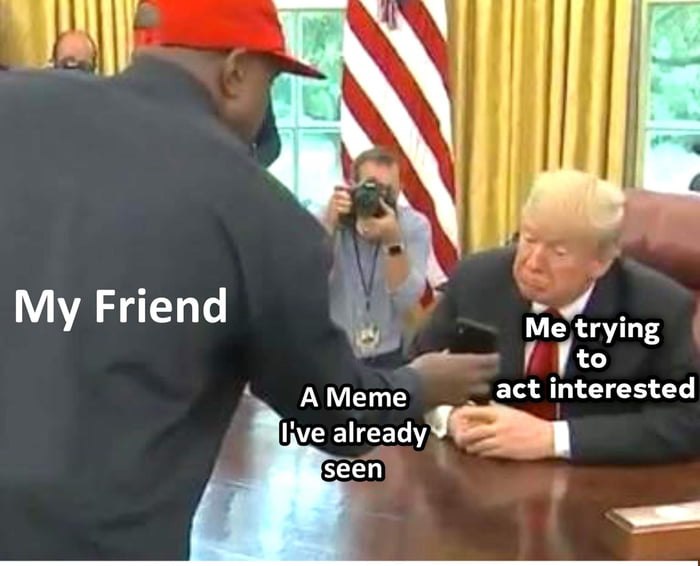 My Friend
A Meme
I've already
seen
Me trying
to
act interested